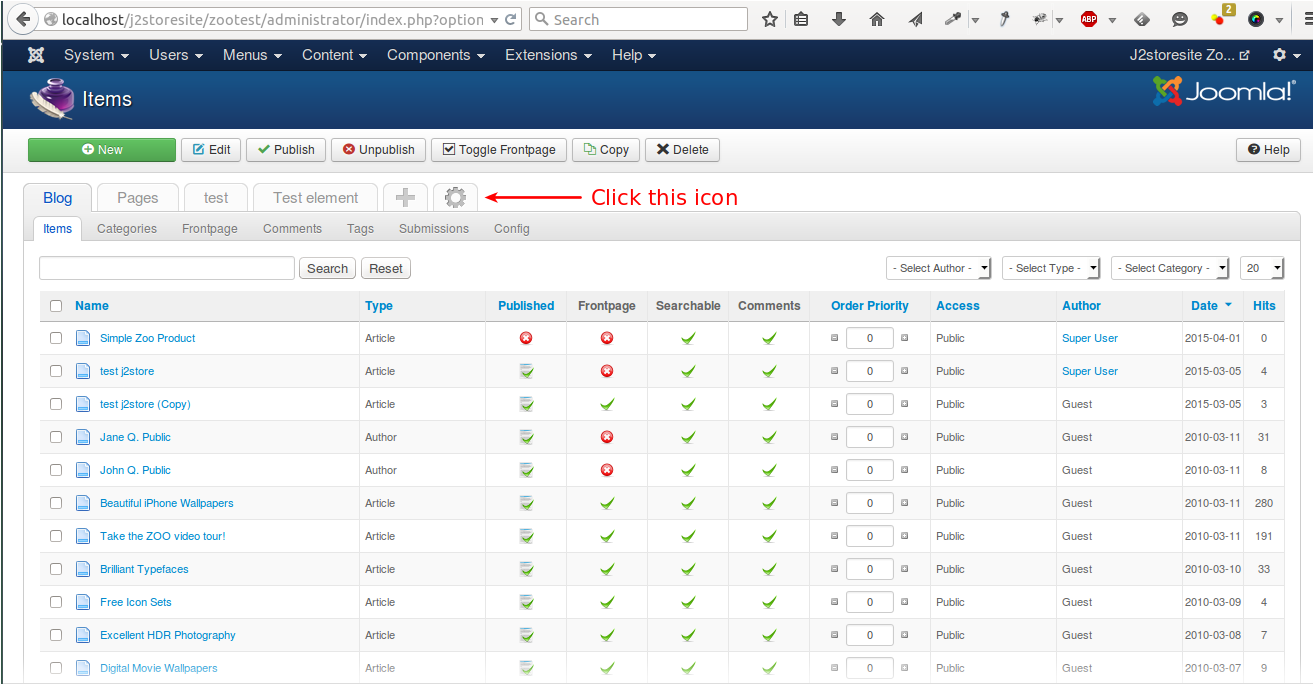 localhost/j2storesite/zootest/administrator/index.php?option Search ABP 2
System Users Menus Content Components Extensions Help J2storesite Zo...
Items Joomla!®
New Edit Publish Unpublish Toggle Frontpage Copy Delete Help
Blog Pages test Test element Click this icon
Items Categories Frontpage Comments Tags Submissions Config
Search Reset - Select Author - - Select Type - - Select Category - 20
Name Type Published Frontpage Searchable Comments Order Priority Access Author Date Hits
Simple Zoo Product Article 0 Public Super User 2015-04-01 0
test j2store Article 0 Public Super User 2015-03-05 4
test j2store (Copy) Article 0 Public Guest 2015-03-05 3
Jane Q. Public Author 0 Public Guest 2010-03-11 31
John Q. Public Author 0 Public Guest 2010-03-11 8
Beautiful iPhone Wallpapers Article 0 Public Guest 2010-03-11 280
Take the ZOO video tour! Article 0 Public Guest 2010-03-11 191
Brilliant Typefaces Article 0 Public Guest 2010-03-10 33
Free Icon Sets Article 0 Public Guest 2010-03-09 4
Excellent HDR Photography Article 0 Public Guest 2010-03-08 7
Digital Movie Wallpapers Article 0 Public Guest 2010-03-07 9